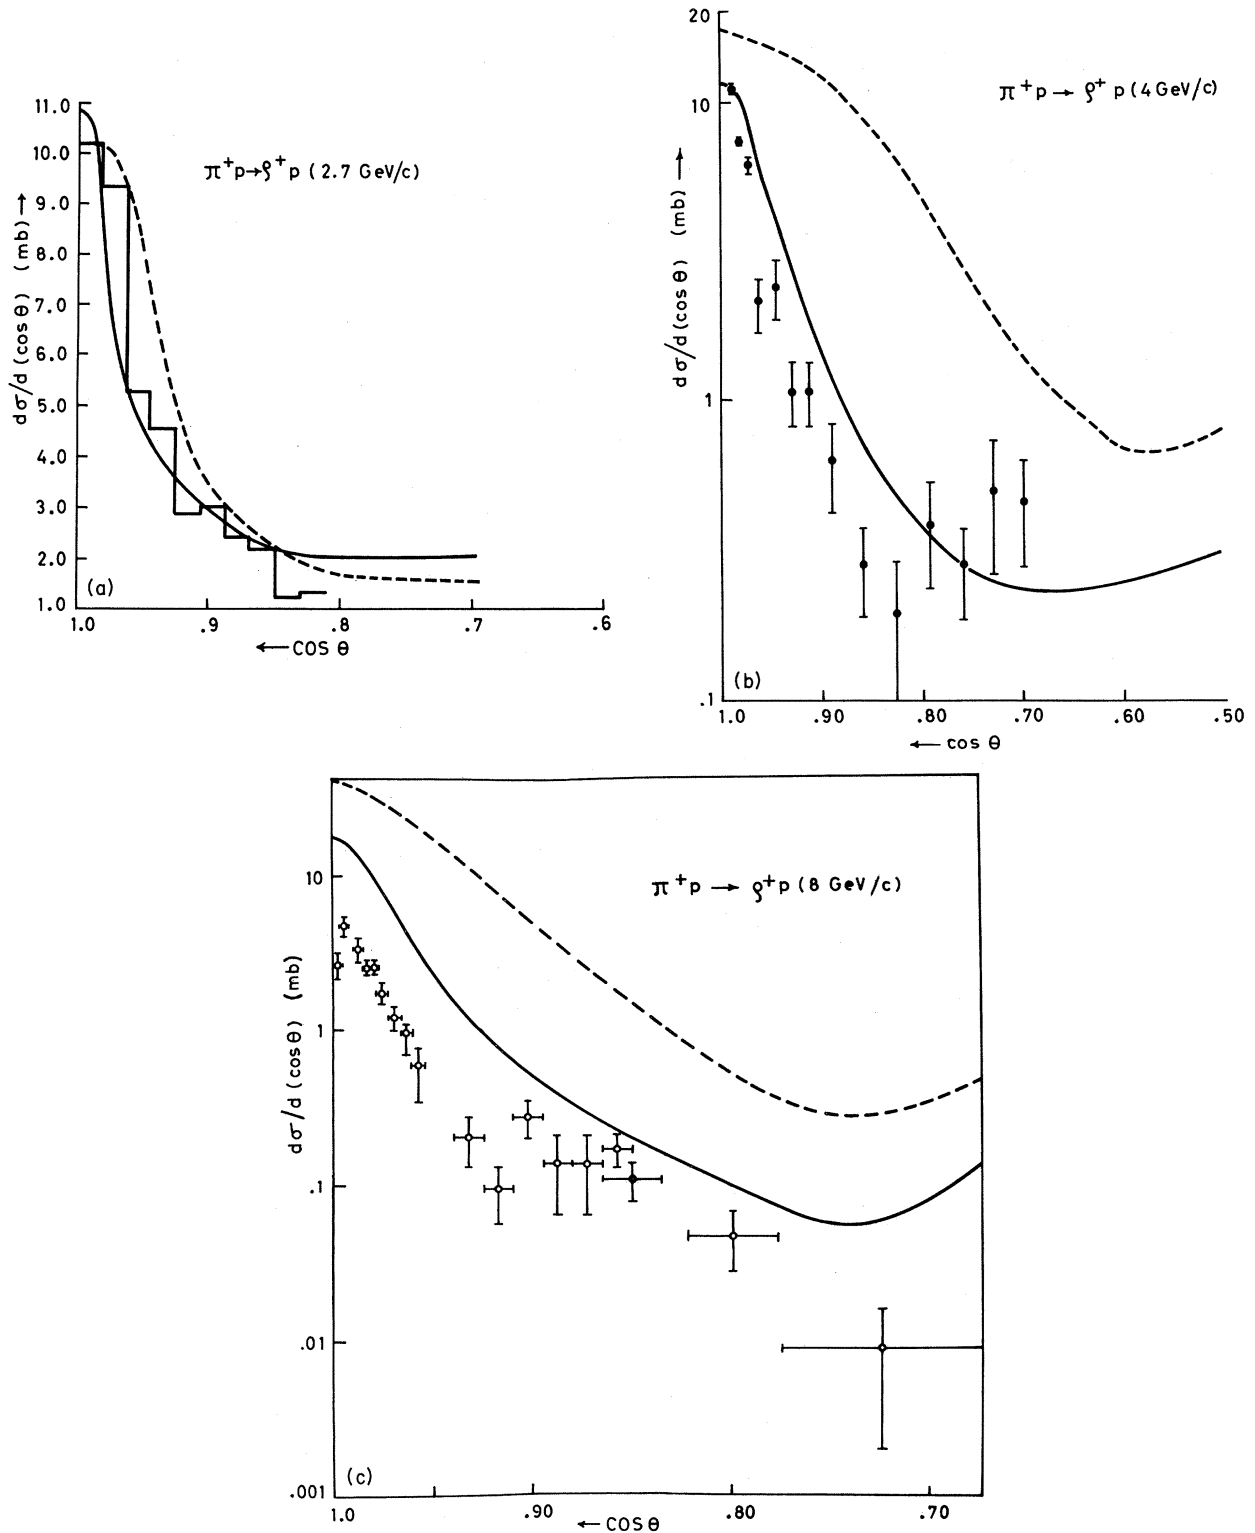 11.0
10.0
9.0
8.0
7.0
6.0
5.0
4.0
3.0
2.0
1.0
dσ/d(cosθ) (mb) →
π⁺p→ρ⁺p (2.7 GeV/c)
(a)
1.0 .9 .8 .7 .6
← COS θ
20
10
1
.1
dσ/d(cosθ) (mb) →
π⁺p → ρ⁺p (4 GeV/c)
(b)
1.0 .90 .80 .70 .60 .50
← cos θ
10
1
.1
.01
.001
dσ/d(cosθ) (mb)
π⁺p → ρ⁺p (8 GeV/c)
(c)
1.0 .90 .80 .70
← COS θ